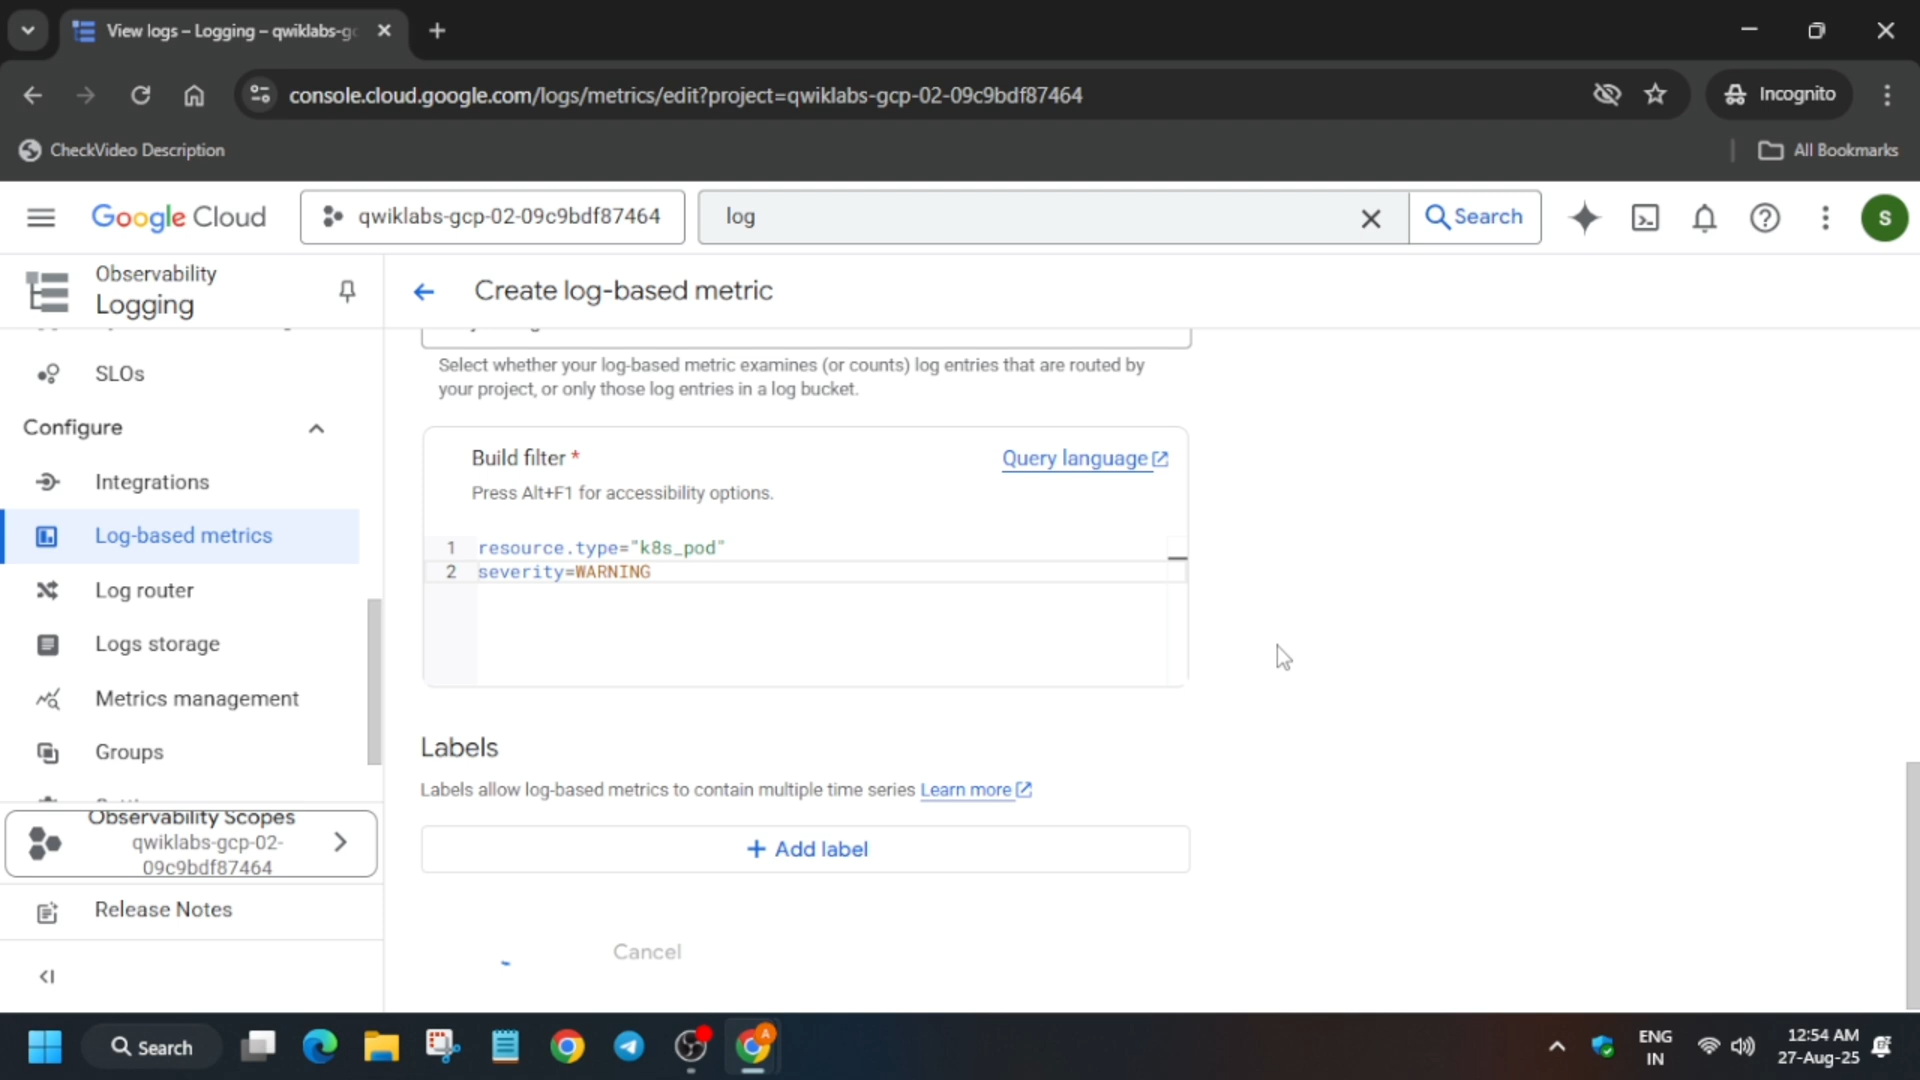 View logs – Logging – qwiklabs-gc
console.cloud.google.com/logs/metrics/edit?project=qwiklabs-gcp-02-09c9bdf87464
Incognito
CheckVideo Description
All Bookmarks
Google Cloud
qwiklabs-gcp-02-09c9bdf87464
log
Search
S
Observability
Logging
Create log-based metric
SLOs
Configure
Integrations
Log-based metrics
Log router
Logs storage
Metrics management
Groups
Observability Scopes
qwiklabs-gcp-02-
09c9bdf87464
Release Notes
Select whether your log-based metric examines (or counts) log entries that are routed by
your project, or only those log entries in a log bucket.
Build filter *
Query language
Press Alt+F1 for accessibility options.
1 resource.type="k8s_pod"
2 severity=WARNING
Labels
Labels allow log-based metrics to contain multiple time series Learn more
+ Add label
Cancel
Search
A
ENG
IN
12:54 AM
27-Aug-25